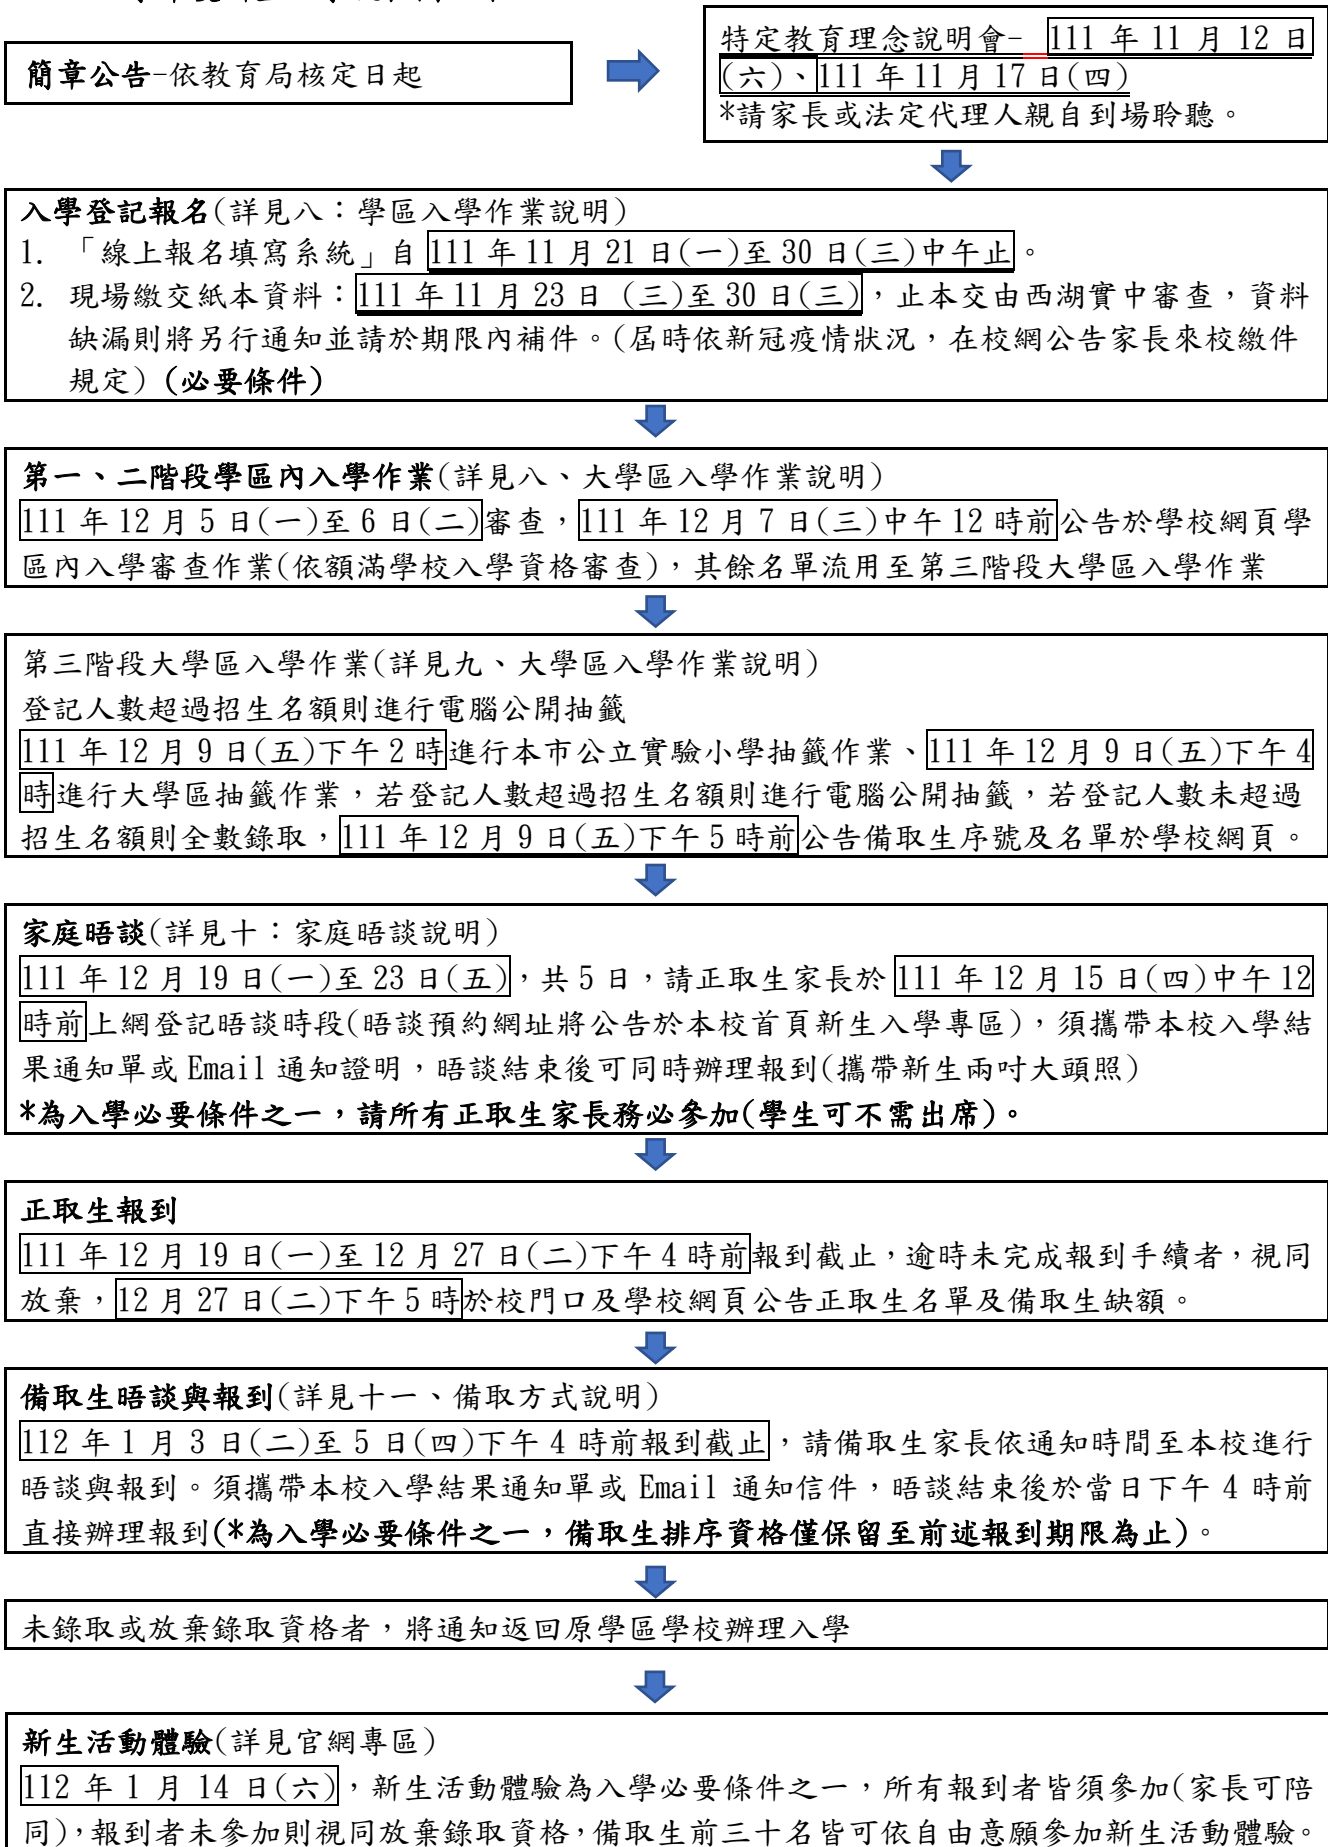 簡章公告-依教育局核定日起
特定教育理念說明會- 111 年 11 月 12 日
(六)、111 年 11 月 17 日(四)
*請家長或法定代理人親自到場聆聽。
入學登記報名(詳見八：學區入學作業說明)
1. 「線上報名填寫系統」自 111 年 11 月 21 日(一)至 30 日(三)中午止。
2. 現場繳交紙本資料：111 年 11 月 23 日 (三)至 30 日(三)，止本交由西湖實中審查，資料
缺漏則將另行通知並請於期限內補件。(屆時依新冠疫情狀況，在校網公告家長來校繳件
規定) (必要條件)
第一、二階段學區內入學作業(詳見八、大學區入學作業說明)
111 年 12 月 5 日(一)至 6 日(二)審查，111 年 12 月 7 日(三)中午 12 時前公告於學校網頁學
區內入學審查作業(依額滿學校入學資格審查)，其餘名單流用至第三階段大學區入學作業
第三階段大學區入學作業(詳見九、大學區入學作業說明)
登記人數超過招生名額則進行電腦公開抽籤
111 年 12 月 9 日(五)下午 2 時進行本市公立實驗小學抽籤作業、111 年 12 月 9 日(五)下午 4
時進行大學區抽籤作業，若登記人數超過招生名額則進行電腦公開抽籤，若登記人數未超過
招生名額則全數錄取，111 年 12 月 9 日(五)下午 5 時前公告備取生序號及名單於學校網頁。
家庭晤談(詳見十：家庭晤談說明)
111 年 12 月 19 日(一)至 23 日(五)，共 5 日，請正取生家長於 111 年 12 月 15 日(四)中午 12
時前上網登記晤談時段(晤談預約網址將公告於本校首頁新生入學專區)，須攜帶本校入學結
果通知單或 Email 通知證明，晤談結束後可同時辦理報到(攜帶新生兩吋大頭照)
*為入學必要條件之一，請所有正取生家長務必參加(學生可不需出席)。
正取生報到
111 年 12 月 19 日(一)至 12 月 27 日(二)下午 4 時前報到截止，逾時未完成報到手續者，視同
放棄，12 月 27 日(二)下午 5 時於校門口及學校網頁公告正取生名單及備取生缺額。
備取生晤談與報到(詳見十一、備取方式說明)
112 年 1 月 3 日(二)至 5 日(四)下午 4 時前報到截止，請備取生家長依通知時間至本校進行
晤談與報到。須攜帶本校入學結果通知單或 Email 通知信件，晤談結束後於當日下午 4 時前
直接辦理報到(*為入學必要條件之一，備取生排序資格僅保留至前述報到期限為止)。
未錄取或放棄錄取資格者，將通知返回原學區學校辦理入學
新生活動體驗(詳見官網專區)
112 年 1 月 14 日(六)，新生活動體驗為入學必要條件之一，所有報到者皆須參加(家長可陪
同)，報到者未參加則視同放棄錄取資格，備取生前三十名皆可依自由意願參加新生活動體驗。